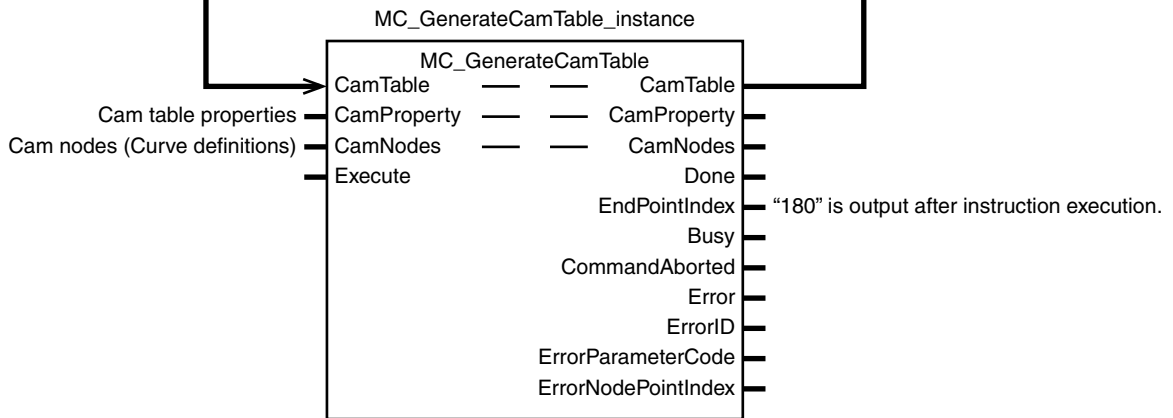 MC_GenerateCamTable_instance
MC_GenerateCamTable
CamTable CamTable
Cam table properties CamProperty CamProperty
Cam nodes (Curve definitions) CamNodes CamNodes
Execute Done
EndPointIndex “180” is output after instruction execution.
Busy
CommandAborted
Error
ErrorID
ErrorParameterCode
ErrorNodePointIndex